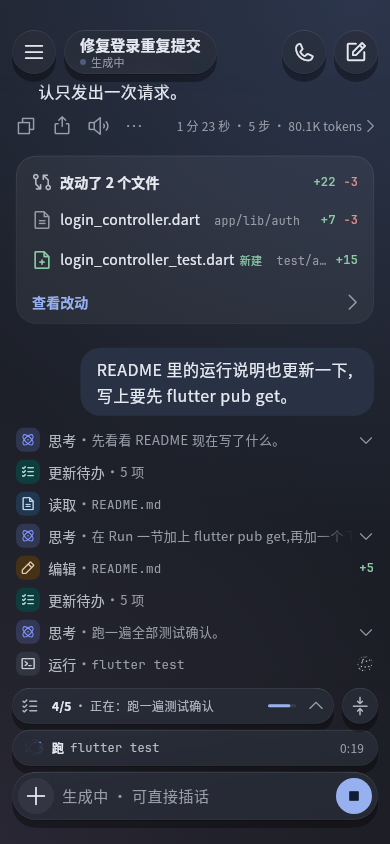 修复登录重复提交
生成中
认只发出一次请求。
1 分 23 秒 · 5 步 · 80.1K tokens
改动了 2 个文件 +22 -3
login_controller.dart app/lib/auth +7 -3
login_controller_test.dart 新建 test/a… +15
查看改动
README 里的运行说明也更新一下,
写上要先 flutter pub get。
思考 · 先看看 README 现在写了什么。
更新待办 · 5 项
读取 · README.md
思考 · 在 Run 一节加上 flutter pub get,再加一个
编辑 · README.md +5
更新待办 · 5 项
思考 · 跑一遍全部测试确认。
运行 · flutter test
4/5 · 正在: 跑一遍测试确认
跑 flutter test 0:19
生成中 · 可直接插话